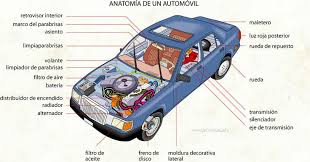 ANATOMÍA DE UN AUTOMÓVIL
retrovisor interior
marco del parabrisas
asiento
limpiaparabrisas
volante
limpiador de parabrisas
filtro de aire
batería
distribuidor de encendido
radiador
alternador
maletero
luz roja posterior
rueda de repuesto
rueda
transmisión
silenciador
eje de transmisión
filtro de aceite
freno de disco
moldura decorativa lateral